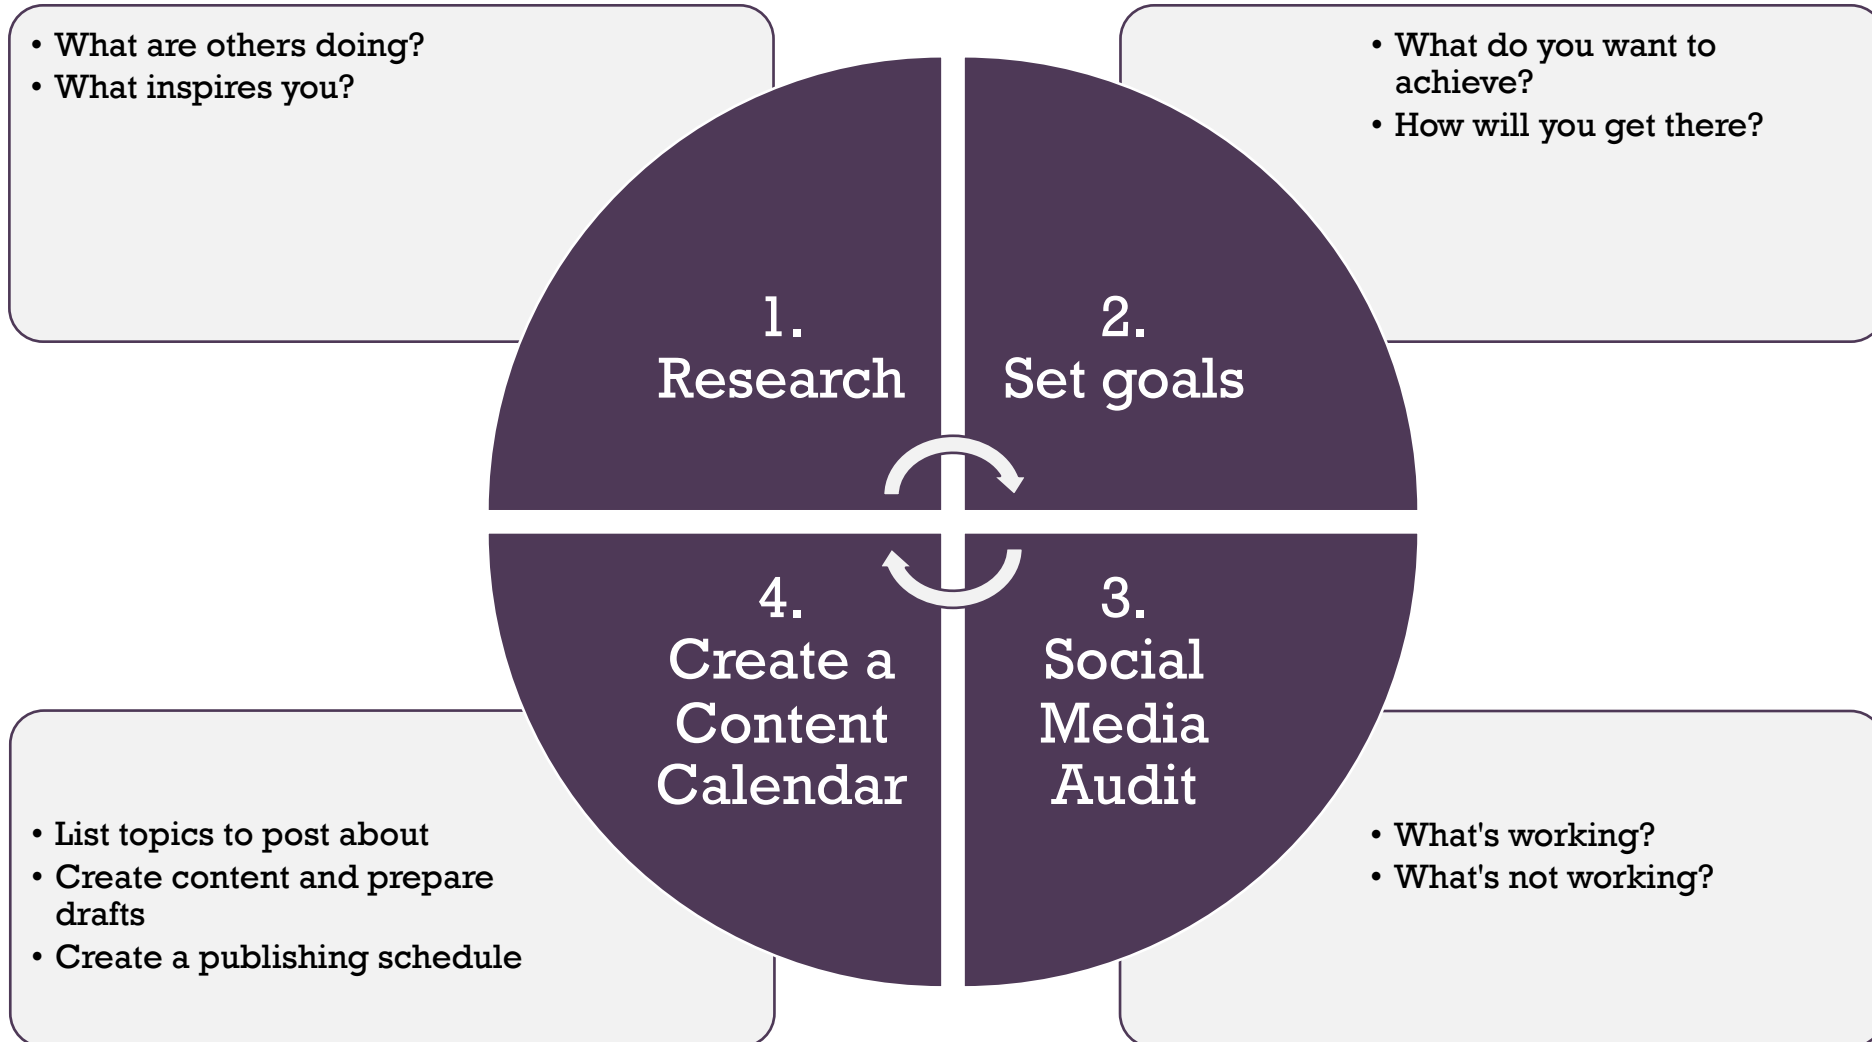 • What are others doing?
• What inspires you?
• What do you want to
achieve?
• How will you get there?
1.
Research
2.
Set goals
4.
Create a
Content
Calendar
3.
Social
Media
Audit
• List topics to post about
• Create content and prepare
drafts
• Create a publishing schedule
• What's working?
• What's not working?